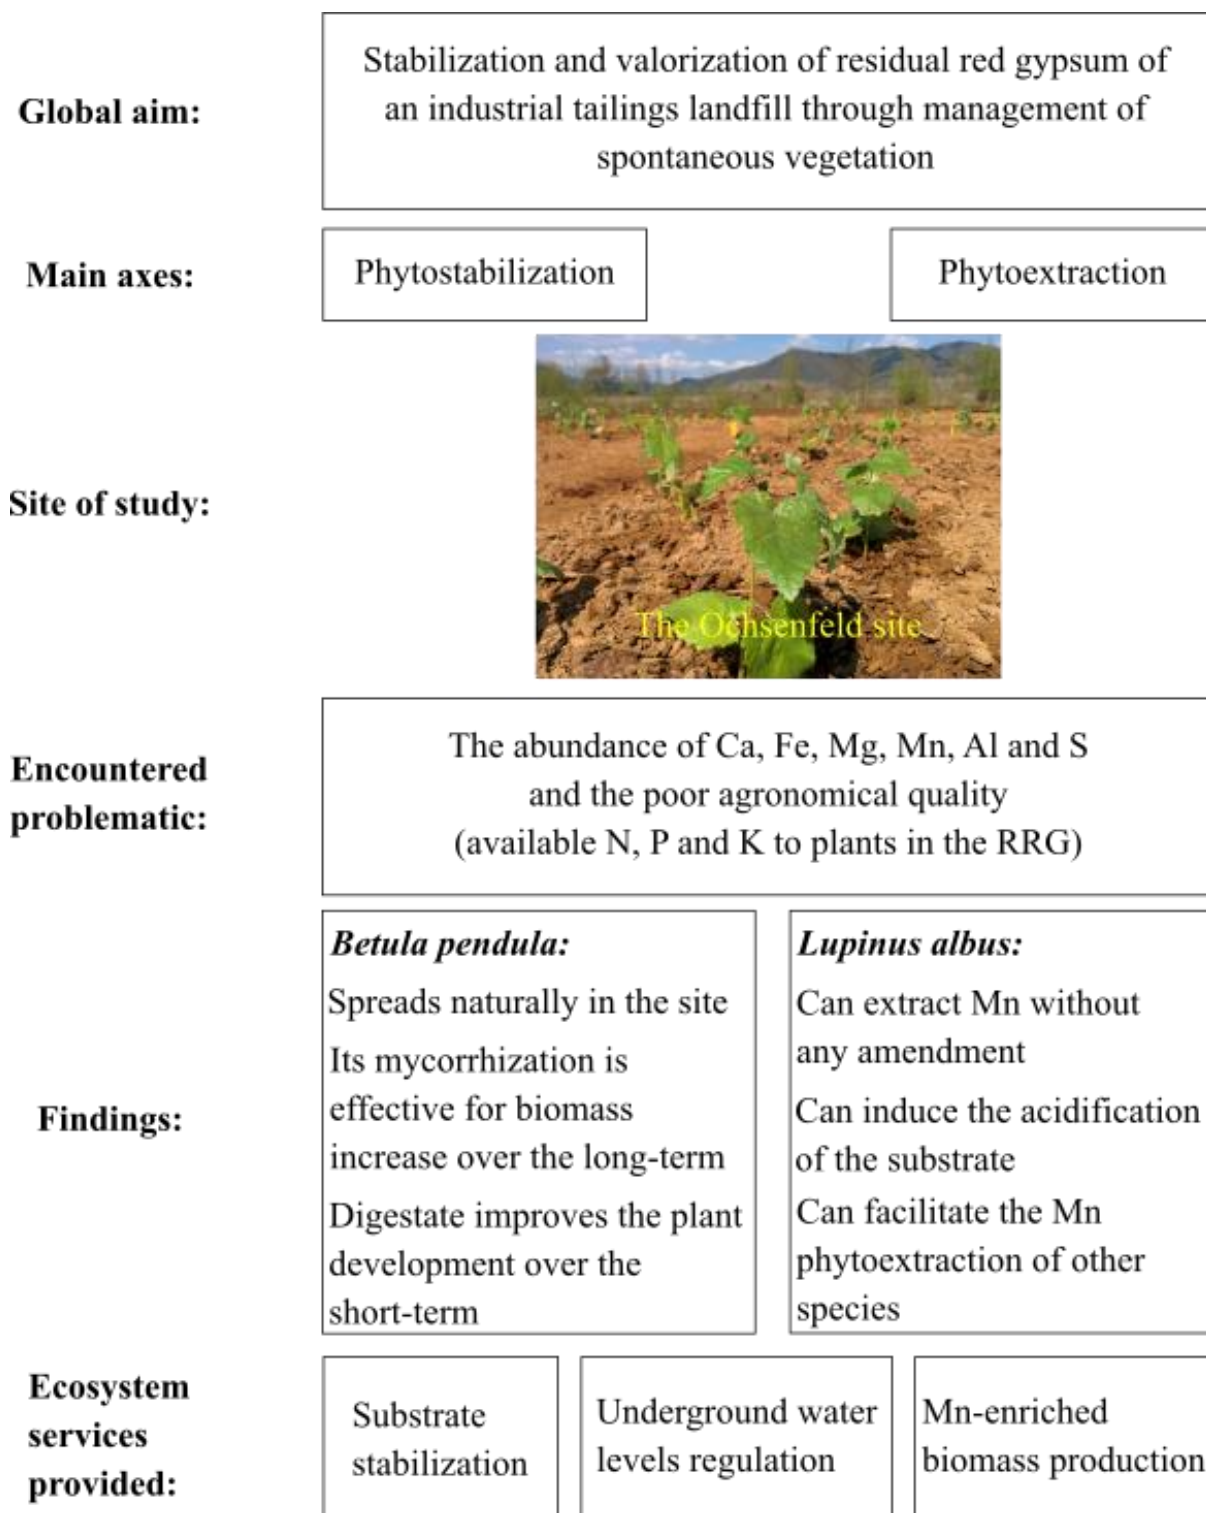 Global aim:
Stabilization and valorization of residual red gypsum of
an industrial tailings landfill through management of
spontaneous vegetation
Main axes:
Phytostabilization
Phytoextraction
Site of study:
The Ochsenfeld site
Encountered
problematic:
The abundance of Ca, Fe, Mg, Mn, Al and S
and the poor agronomical quality
(available N, P and K to plants in the RRG)
Findings:
Betula pendula:
Spreads naturally in the site
Its mycorrhization is
effective for biomass
increase over the long-term
Digestate improves the plant
development over the
short-term
Lupinus albus:
Can extract Mn without
any amendment
Can induce the acidification
of the substrate
Can facilitate the Mn
phytoextraction of other
species
Ecosystem
services
provided:
Substrate
stabilization
Underground water
levels regulation
Mn-enriched
biomass production